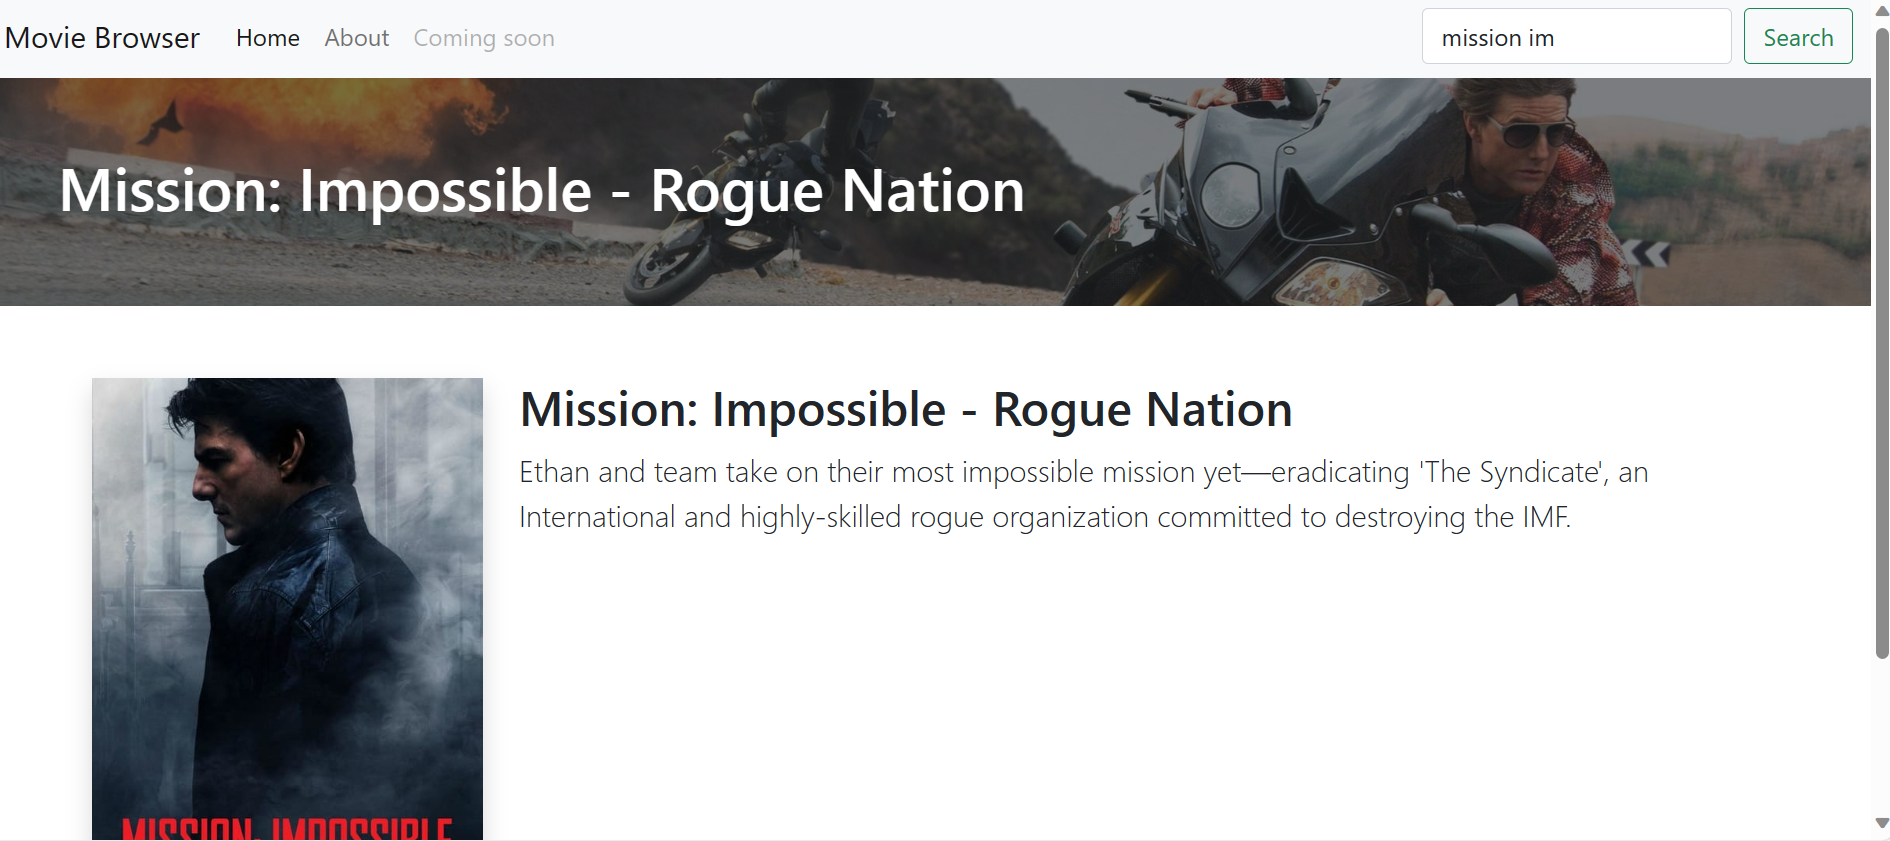 Movie Browser Home About Coming soon mission im Search
Mission: Impossible - Rogue Nation
Mission: Impossible - Rogue Nation
Ethan and team take on their most impossible mission yet—eradicating 'The Syndicate', an
International and highly-skilled rogue organization committed to destroying the IMF.
MISSION: IMPOSSIBLE